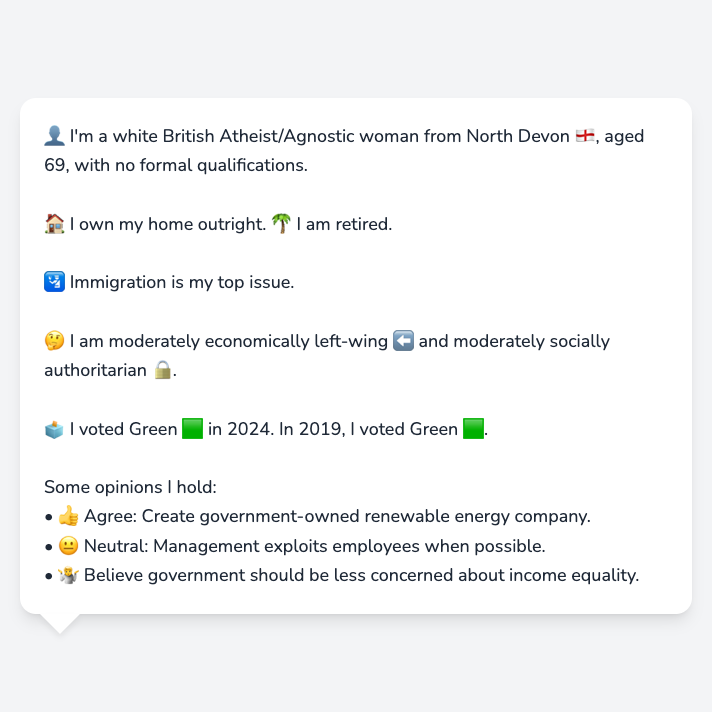 👤 I'm a white British Atheist/Agnostic woman from North Devon 🏴󠁧󠁢󠁥󠁮󠁧󠁿, aged
69, with no formal qualifications.
🏠 I own my home outright. 🌴 I am retired.
🛂 Immigration is my top issue.
🤔 I am moderately economically left-wing ⬅️ and moderately socially
authoritarian 🔒.
🗳️ I voted Green 🟩 in 2024. In 2019, I voted Green 🟩.
Some opinions I hold:
• 👍 Agree: Create government-owned renewable energy company.
• 😐 Neutral: Management exploits employees when possible.
• 🤷 Believe government should be less concerned about income equality.